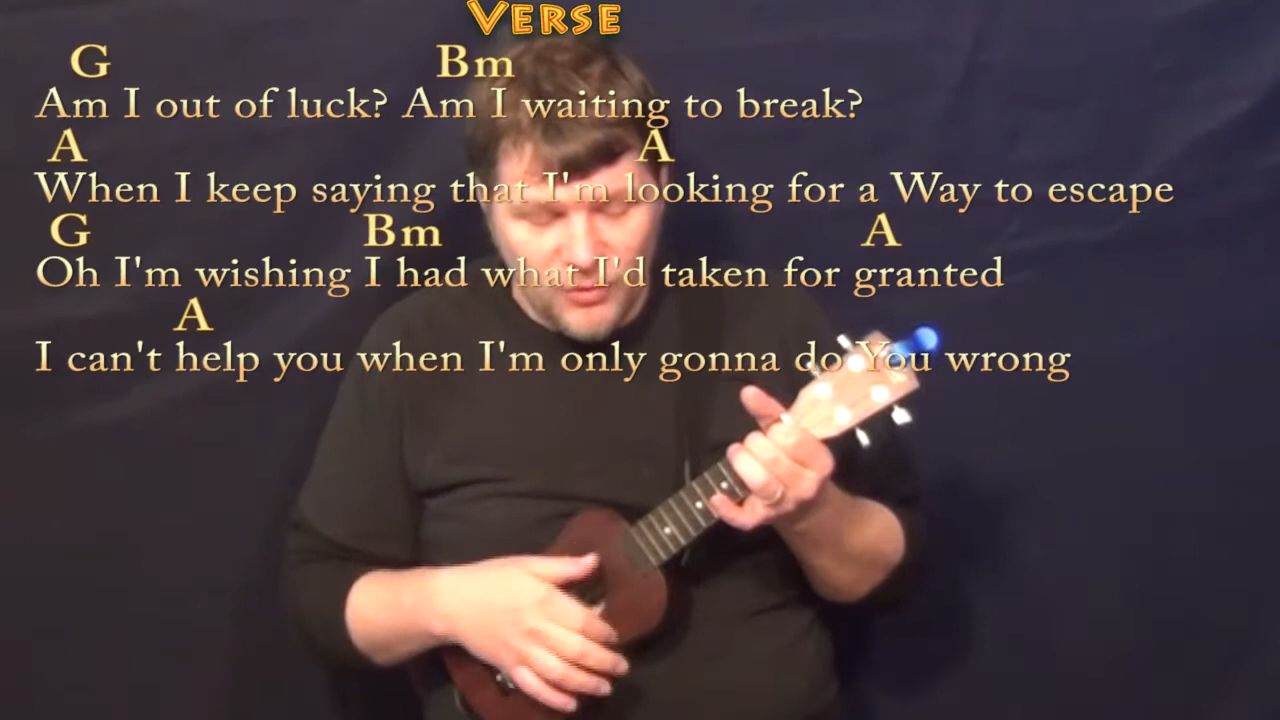 VERSE
G Bm
Am I out of luck? Am I waiting to break?
A A
When I keep saying that I'm looking for a Way to escape
G Bm A
Oh I'm wishing I had what I'd taken for granted
A
I can't help you when I'm only gonna do You wrong